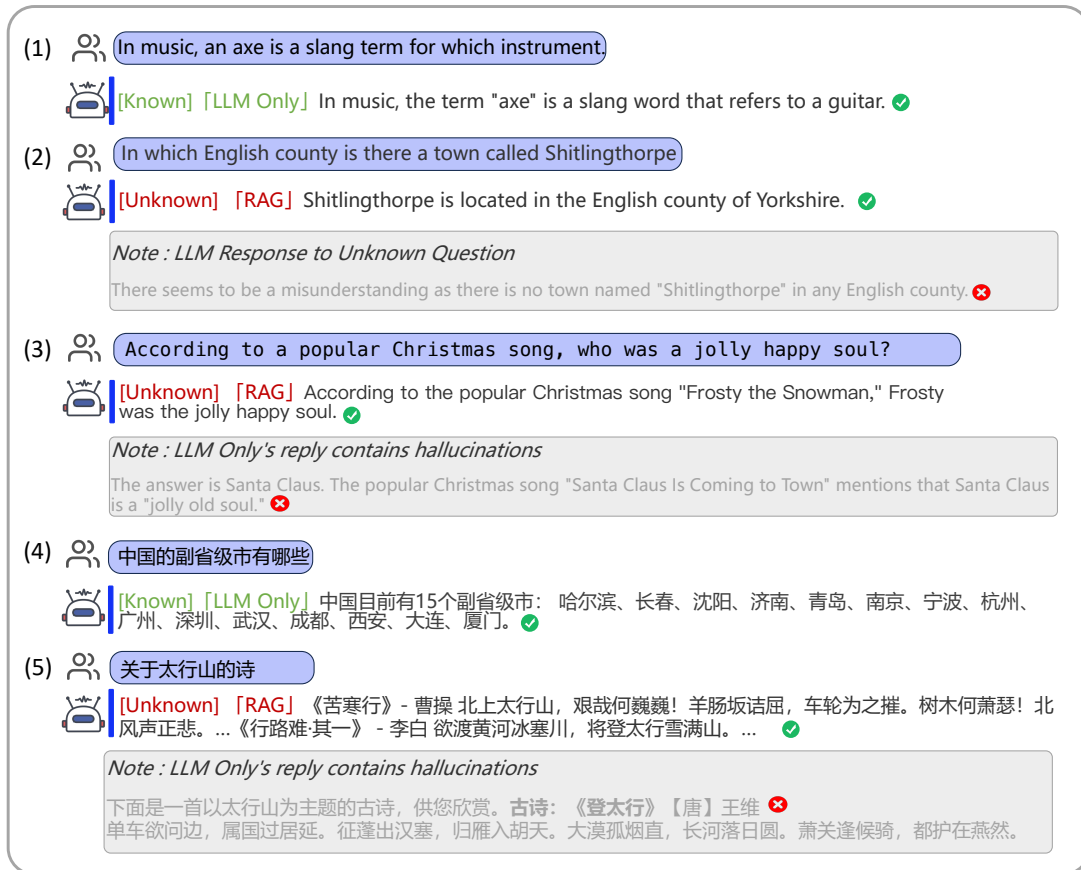 (1) In music, an axe is a slang term for which instrument.
[Known]「LLM Only」 In music, the term "axe" is a slang word that refers to a guitar.
(2) In which English county is there a town called Shitlingthorpe
[Unknown] 「RAG」 Shitlingthorpe is located in the English county of Yorkshire.
Note : LLM Response to Unknown Question
There seems to be a misunderstanding as there is no town named "Shitlingthorpe" in any English county.
(3) According to a popular Christmas song, who was a jolly happy soul?
[Unknown] 「RAG」 According to the popular Christmas song "Frosty the Snowman," Frosty
was the jolly happy soul.
Note : LLM Only's reply contains hallucinations
The answer is Santa Claus. The popular Christmas song "Santa Claus Is Coming to Town" mentions that Santa Claus
is a "jolly old soul."
(4) 中国的副省级市有哪些
[Known]「LLM Only」中国目前有15个副省级市： 哈尔滨、长春、沈阳、济南、青岛、南京、宁波、杭州、
广州、深圳、武汉、成都、西安、大连、厦门。
(5) 关于太行山的诗
[Unknown] 「RAG」《苦寒行》- 曹操 北上太行山，艰哉何巍巍！羊肠坂诘屈，车轮为之摧。树木何萧瑟！北
风声正悲。...《行路难·其一》 - 李白 欲渡黄河冰塞川，将登太行雪满山。...
Note : LLM Only's reply contains hallucinations
下面是一首以太行山为主题的古诗，供您欣赏。古诗：《登太行》【唐】王维
单车欲问边，属国过居延。征蓬出汉塞，归雁入胡天。大漠孤烟直，长河落日圆。萧关逢候骑，都护在燕然。